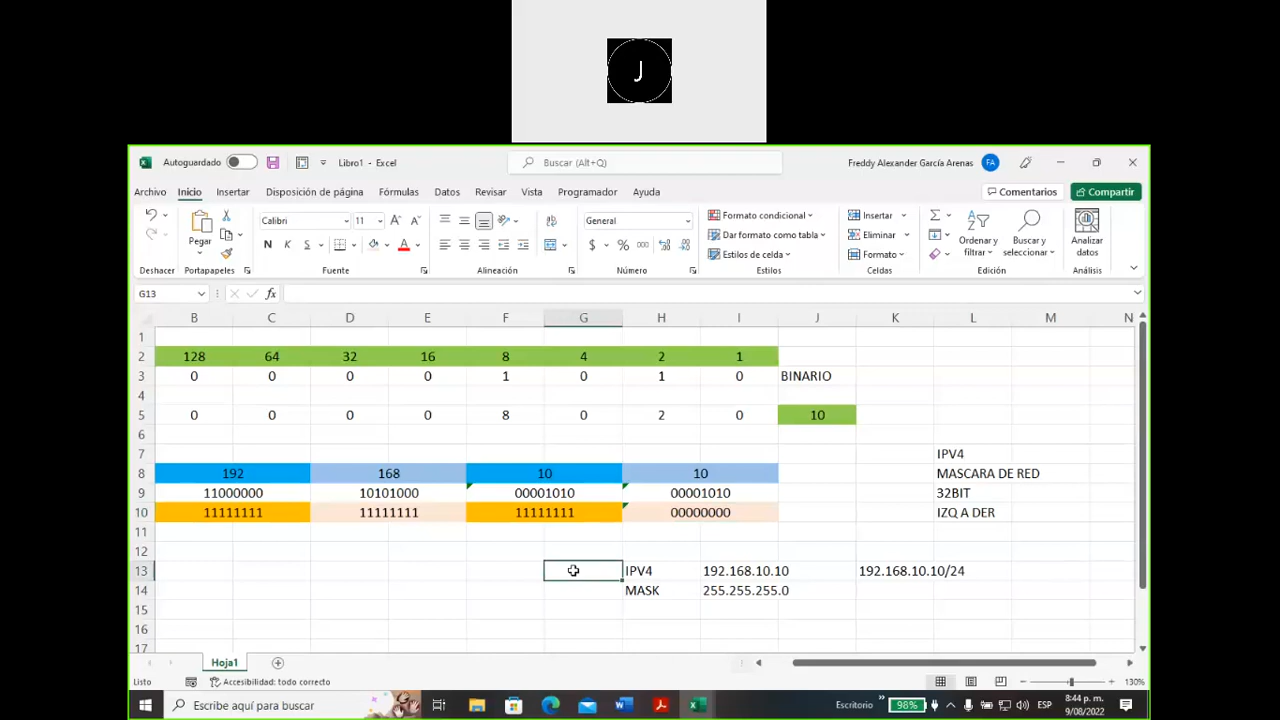 J
Autoguardado
Libro1 - Excel
Buscar (Alt+Q)
Freddy Alexander García Arenas
FA
Archivo Inicio Insertar Disposición de página Fórmulas Datos Revisar Vista Programador Ayuda
Comentarios
Compartir
Pegar
Calibri 11
N K S
General
$ % 000
Formato condicional
Dar formato como tabla
Estilos de celda
Insertar
Eliminar
Formato
Ordenar y filtrar
Buscar y seleccionar
Analizar datos
Deshacer Portapapeles Fuente Alineación Número Estilos Celdas Edición Análisis
G13 fx
B C D E F G H I J K L M N
1
2 128 64 32 16 8 4 2 1
3 0 0 0 0 1 0 1 0 BINARIO
4
5 0 0 0 0 8 0 2 0 10
6
7 IPV4
8 192 168 10 10 MASCARA DE RED
9 11000000 10101000 00001010 00001010 32BIT
10 11111111 11111111 11111111 00000000 IZQ A DER
11
12
13 IPV4 192.168.10.10 192.168.10.10/24
14 MASK 255.255.255.0
15
16
17
Hoja1
Listo
Accesibilidad: todo correcto
130%
Escribe aquí para buscar
Escritorio
98%
ESP
8:44 p. m.
9/08/2022